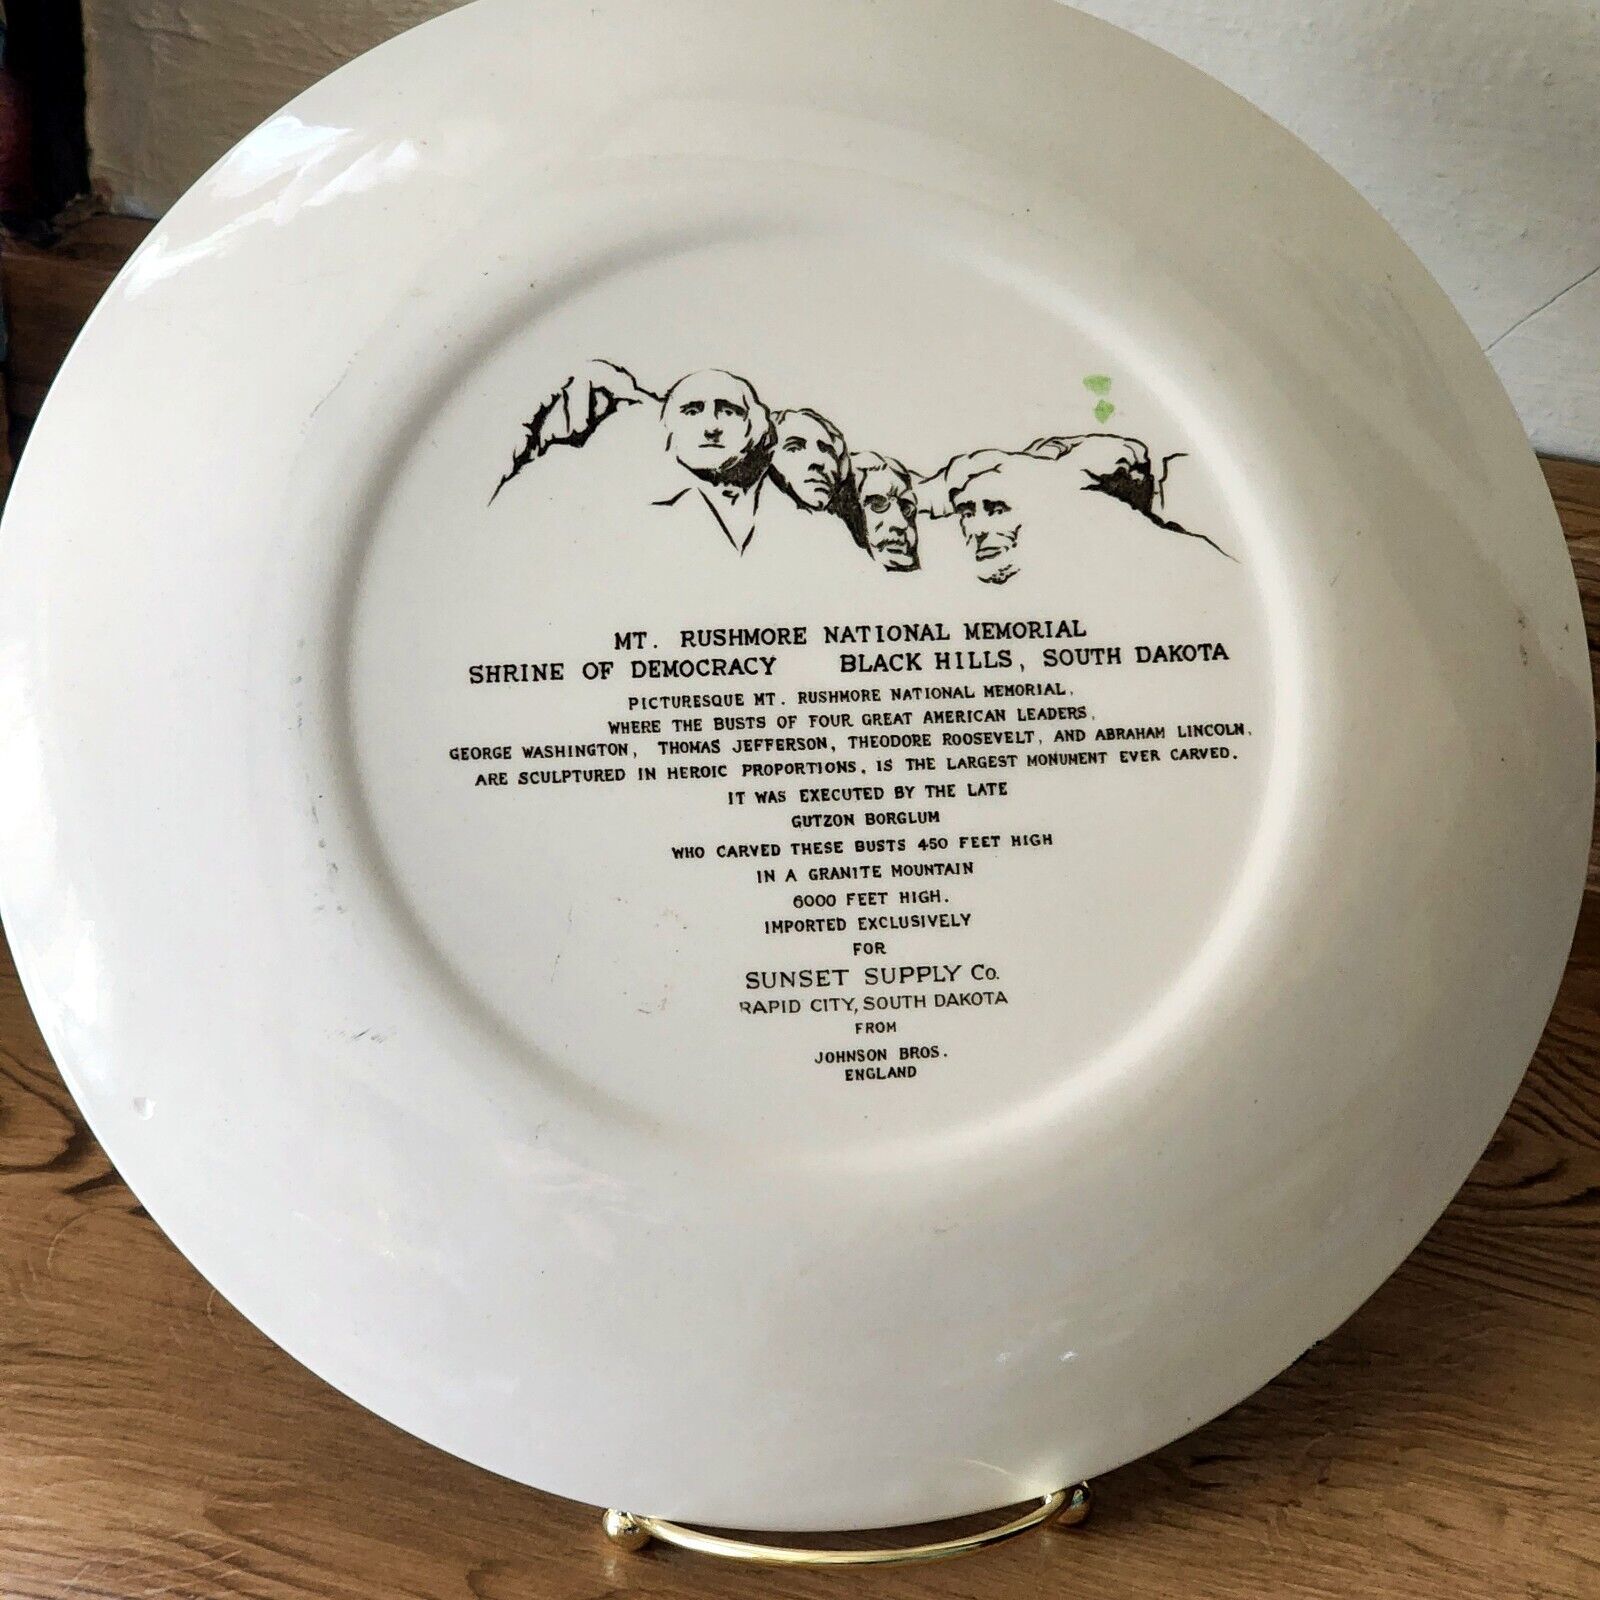 MT. RUSHMORE NATIONAL MEMORIAL
SHRINE OF DEMOCRACY BLACK HILLS, SOUTH DAKOTA
PICTURESQUE MT. RUSHMORE NATIONAL MEMORIAL,
WHERE THE BUSTS OF FOUR GREAT AMERICAN LEADERS,
GEORGE WASHINGTON, THOMAS JEFFERSON, THEODORE ROOSEVELT, AND ABRAHAM LINCOLN,
ARE SCULPTURED IN HEROIC PROPORTIONS, IS THE LARGEST MONUMENT EVER CARVED.
IT WAS EXECUTED BY THE LATE
GUTZON BORGLUM
WHO CARVED THESE BUSTS 450 FEET HIGH
IN A GRANITE MOUNTAIN
6000 FEET HIGH.
IMPORTED EXCLUSIVELY
FOR
SUNSET SUPPLY Co.
RAPID CITY, SOUTH DAKOTA
FROM
JOHNSON BROS.
ENGLAND